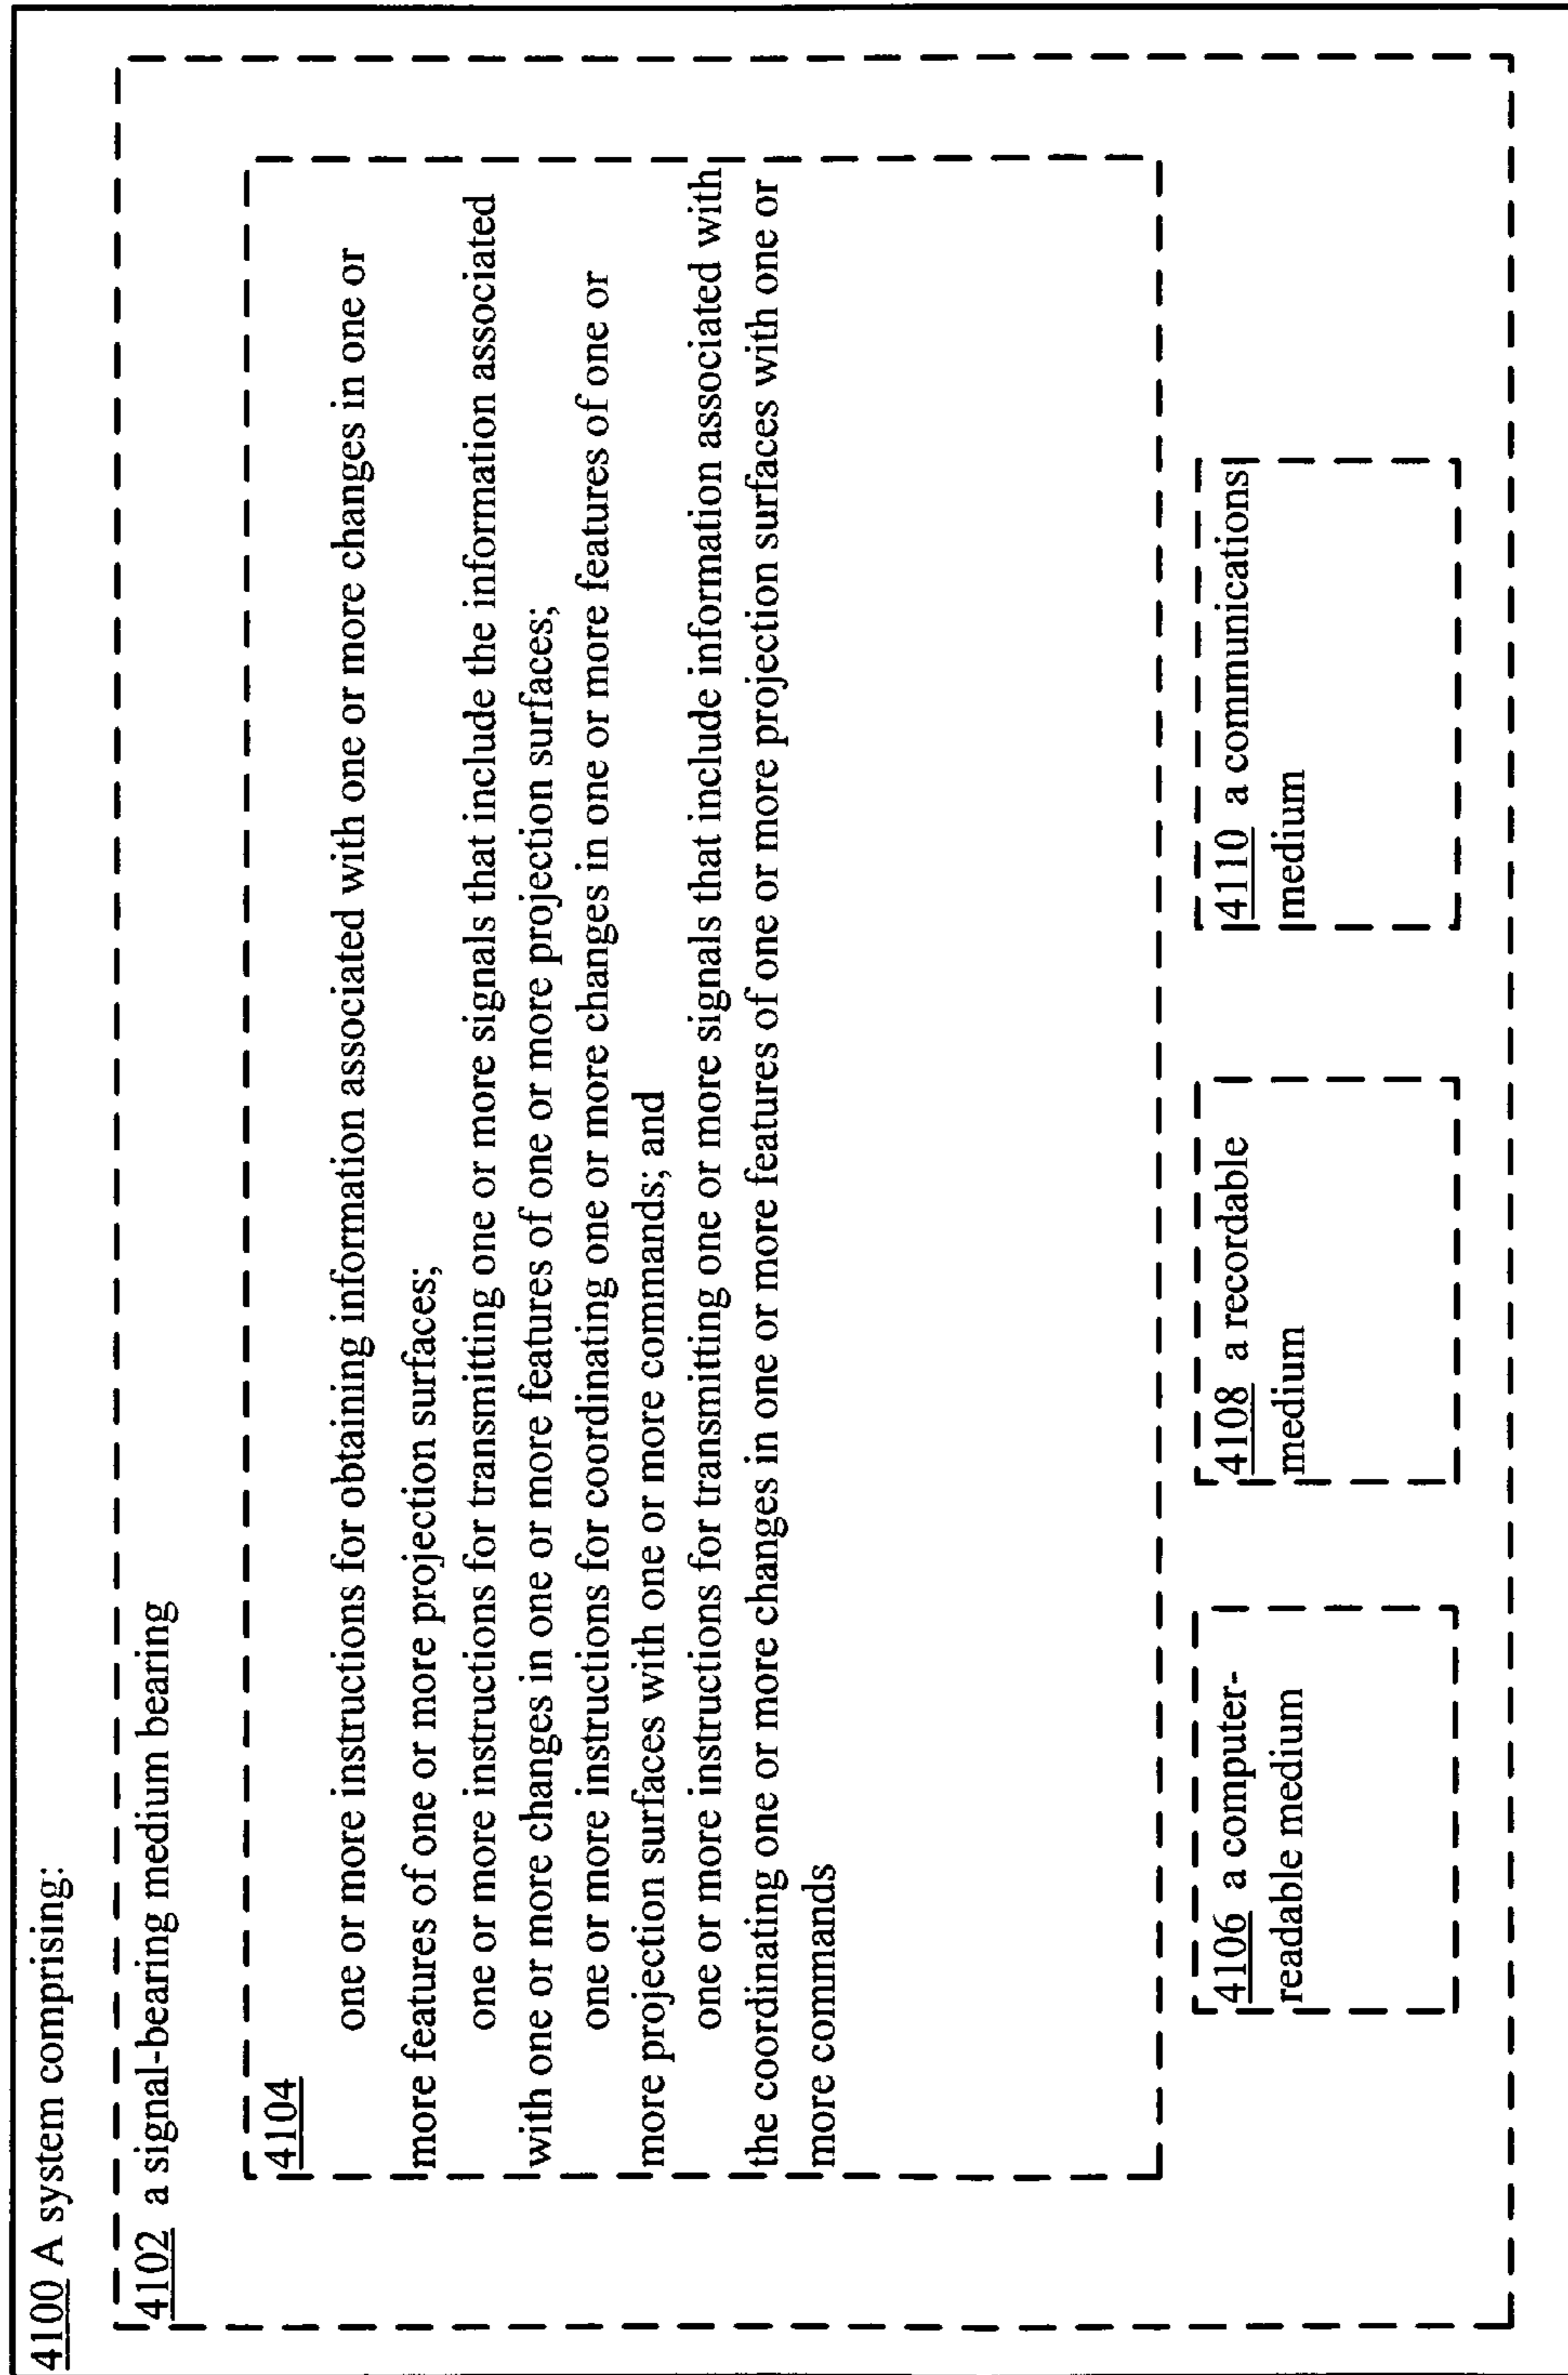 4100 A system comprising:
4102 a signal-bearing medium bearing
4104
one or more instructions for obtaining information associated with one or more changes in one or
more features of one or more projection surfaces;
one or more instructions for transmitting one or more signals that include the information associated
with one or more changes in one or more features of one or more projection surfaces;
one or more instructions for coordinating one or more changes in one or more features of one or
more projection surfaces with one or more commands; and
one or more instructions for transmitting one or more signals that include information associated with
the coordinating one or more changes in one or more features of one or more projection surfaces with one or
more commands
4106 a computer-
readable medium
4108 a recordable
medium
4110 a communications
medium